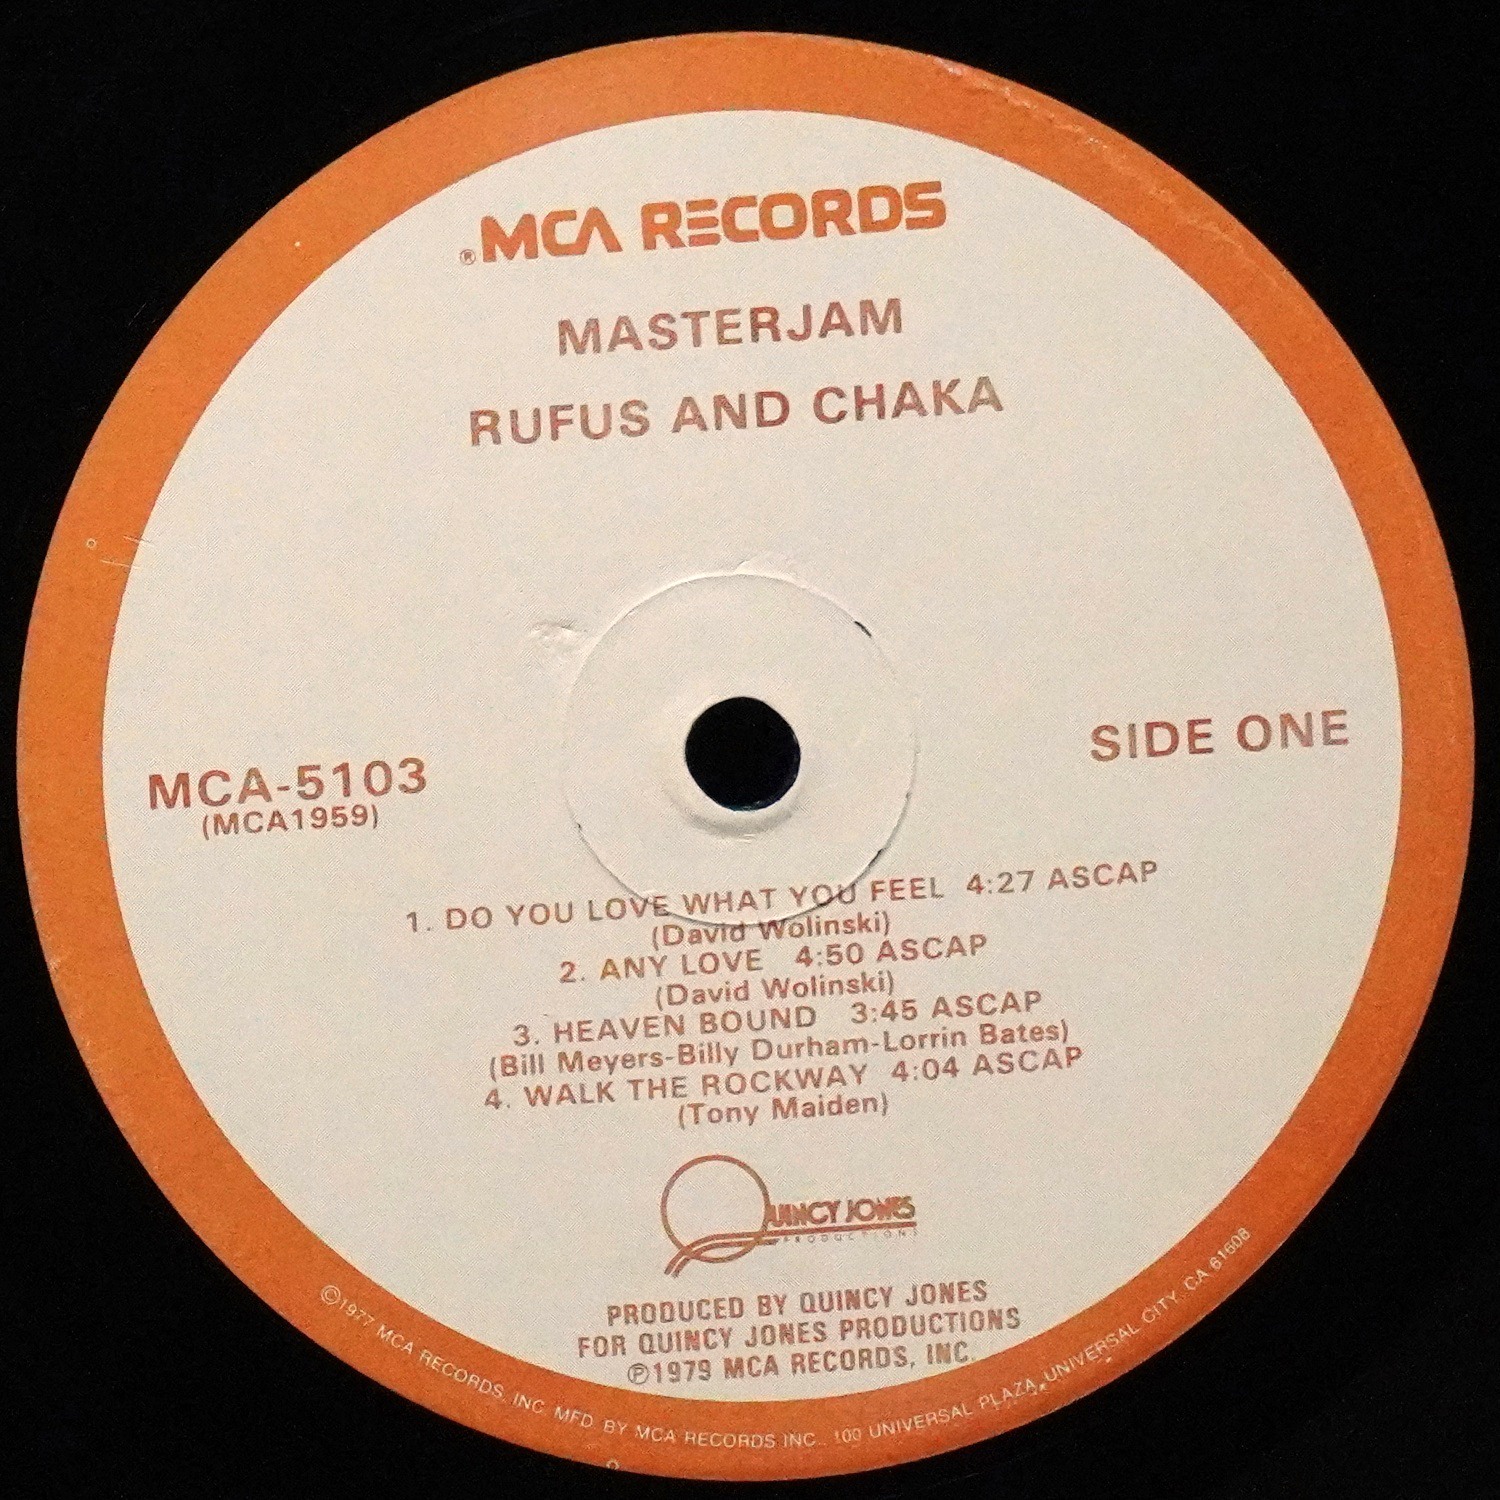 ®MCA RECORDS
MASTERJAM
RUFUS AND CHAKA
SIDE ONE
MCA-5103
(MCA1959)
1. DO YOU LOVE WHAT YOU FEEL 4:27 ASCAP
(David Wolinski)
2. ANY LOVE 4:50 ASCAP
(David Wolinski)
3. HEAVEN BOUND 3:45 ASCAP
(Bill Meyers-Billy Durham-Lorrin Bates)
4. WALK THE ROCKWAY 4:04 ASCAP
(Tony Maiden)
QUINCY JONES
PRODUCTIONS
PRODUCED BY QUINCY JONES
FOR QUINCY JONES PRODUCTIONS
℗1979 MCA RECORDS, INC.
©1977 MCA RECORDS, INC. MFD BY MCA RECORDS INC., 100 UNIVERSAL PLAZA, UNIVERSAL CITY, CA 61608